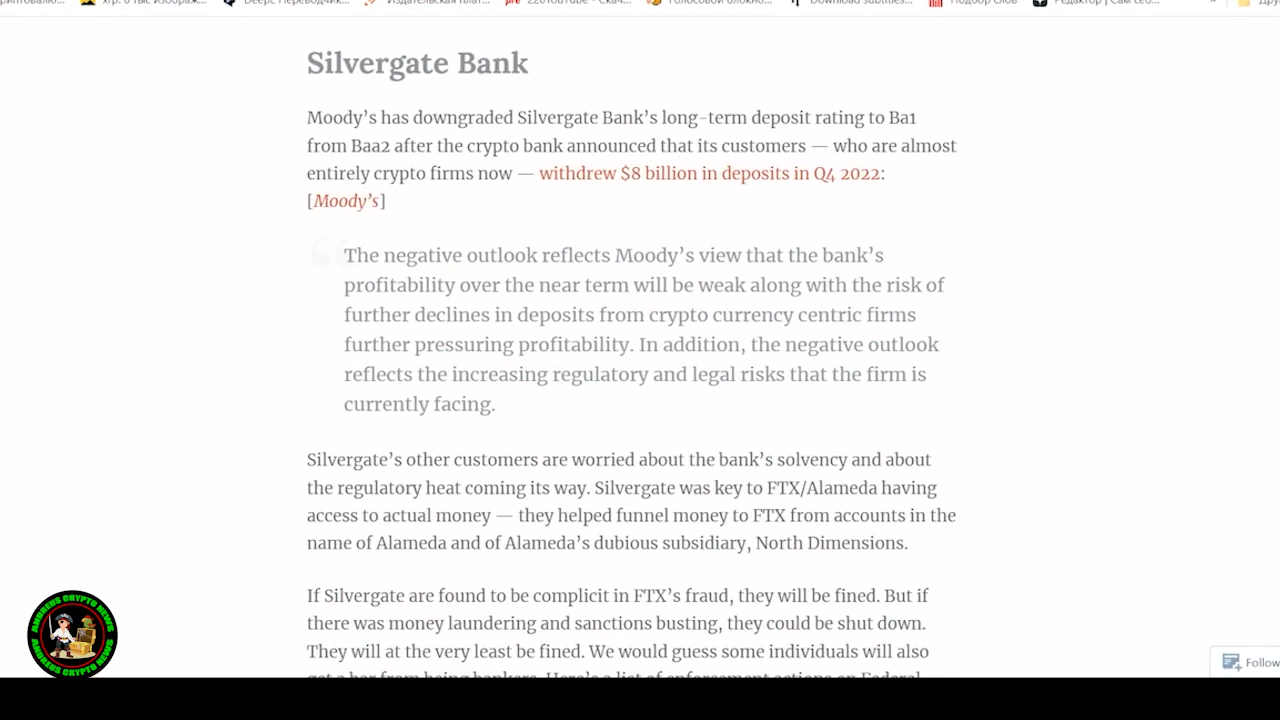 Silvergate Bank
Moody’s has downgraded Silvergate Bank’s long-term deposit rating to Ba1
from Baa2 after the crypto bank announced that its customers — who are almost
entirely crypto firms now — withdrew $8 billion in deposits in Q4 2022:
[Moody’s]
“The negative outlook reflects Moody’s view that the bank’s
profitability over the near term will be weak along with the risk of
further declines in deposits from crypto currency centric firms
further pressuring profitability. In addition, the negative outlook
reflects the increasing regulatory and legal risks that the firm is
currently facing.
Silvergate’s other customers are worried about the bank’s solvency and about
the regulatory heat coming its way. Silvergate was key to FTX/Alameda having
access to actual money — they helped funnel money to FTX from accounts in the
name of Alameda and of Alameda’s dubious subsidiary, North Dimensions.
If Silvergate are found to be complicit in FTX’s fraud, they will be fined. But if
there was money laundering and sanctions busting, they could be shut down.
They will at the very least be fined. We would guess some individuals will also
ANDREUS CRYPTO NEWS
ANDREUS CRYPTO NEWS
Follow